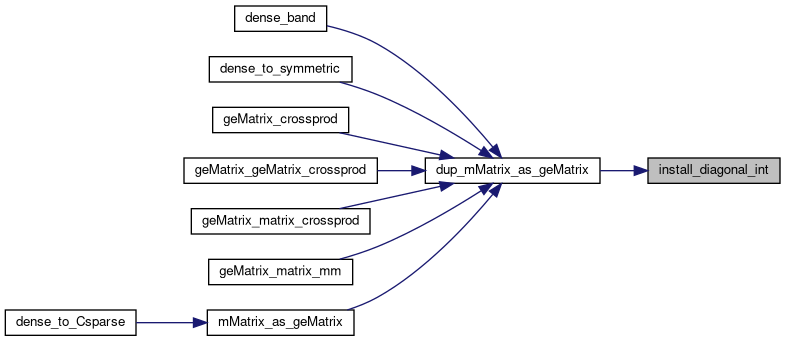 dense_band
dense_to_symmetric
geMatrix_crossprod
geMatrix_geMatrix_crossprod
dup_mMatrix_as_geMatrix
install_diagonal_int
geMatrix_matrix_crossprod
geMatrix_matrix_mm
dense_to_Csparse
mMatrix_as_geMatrix